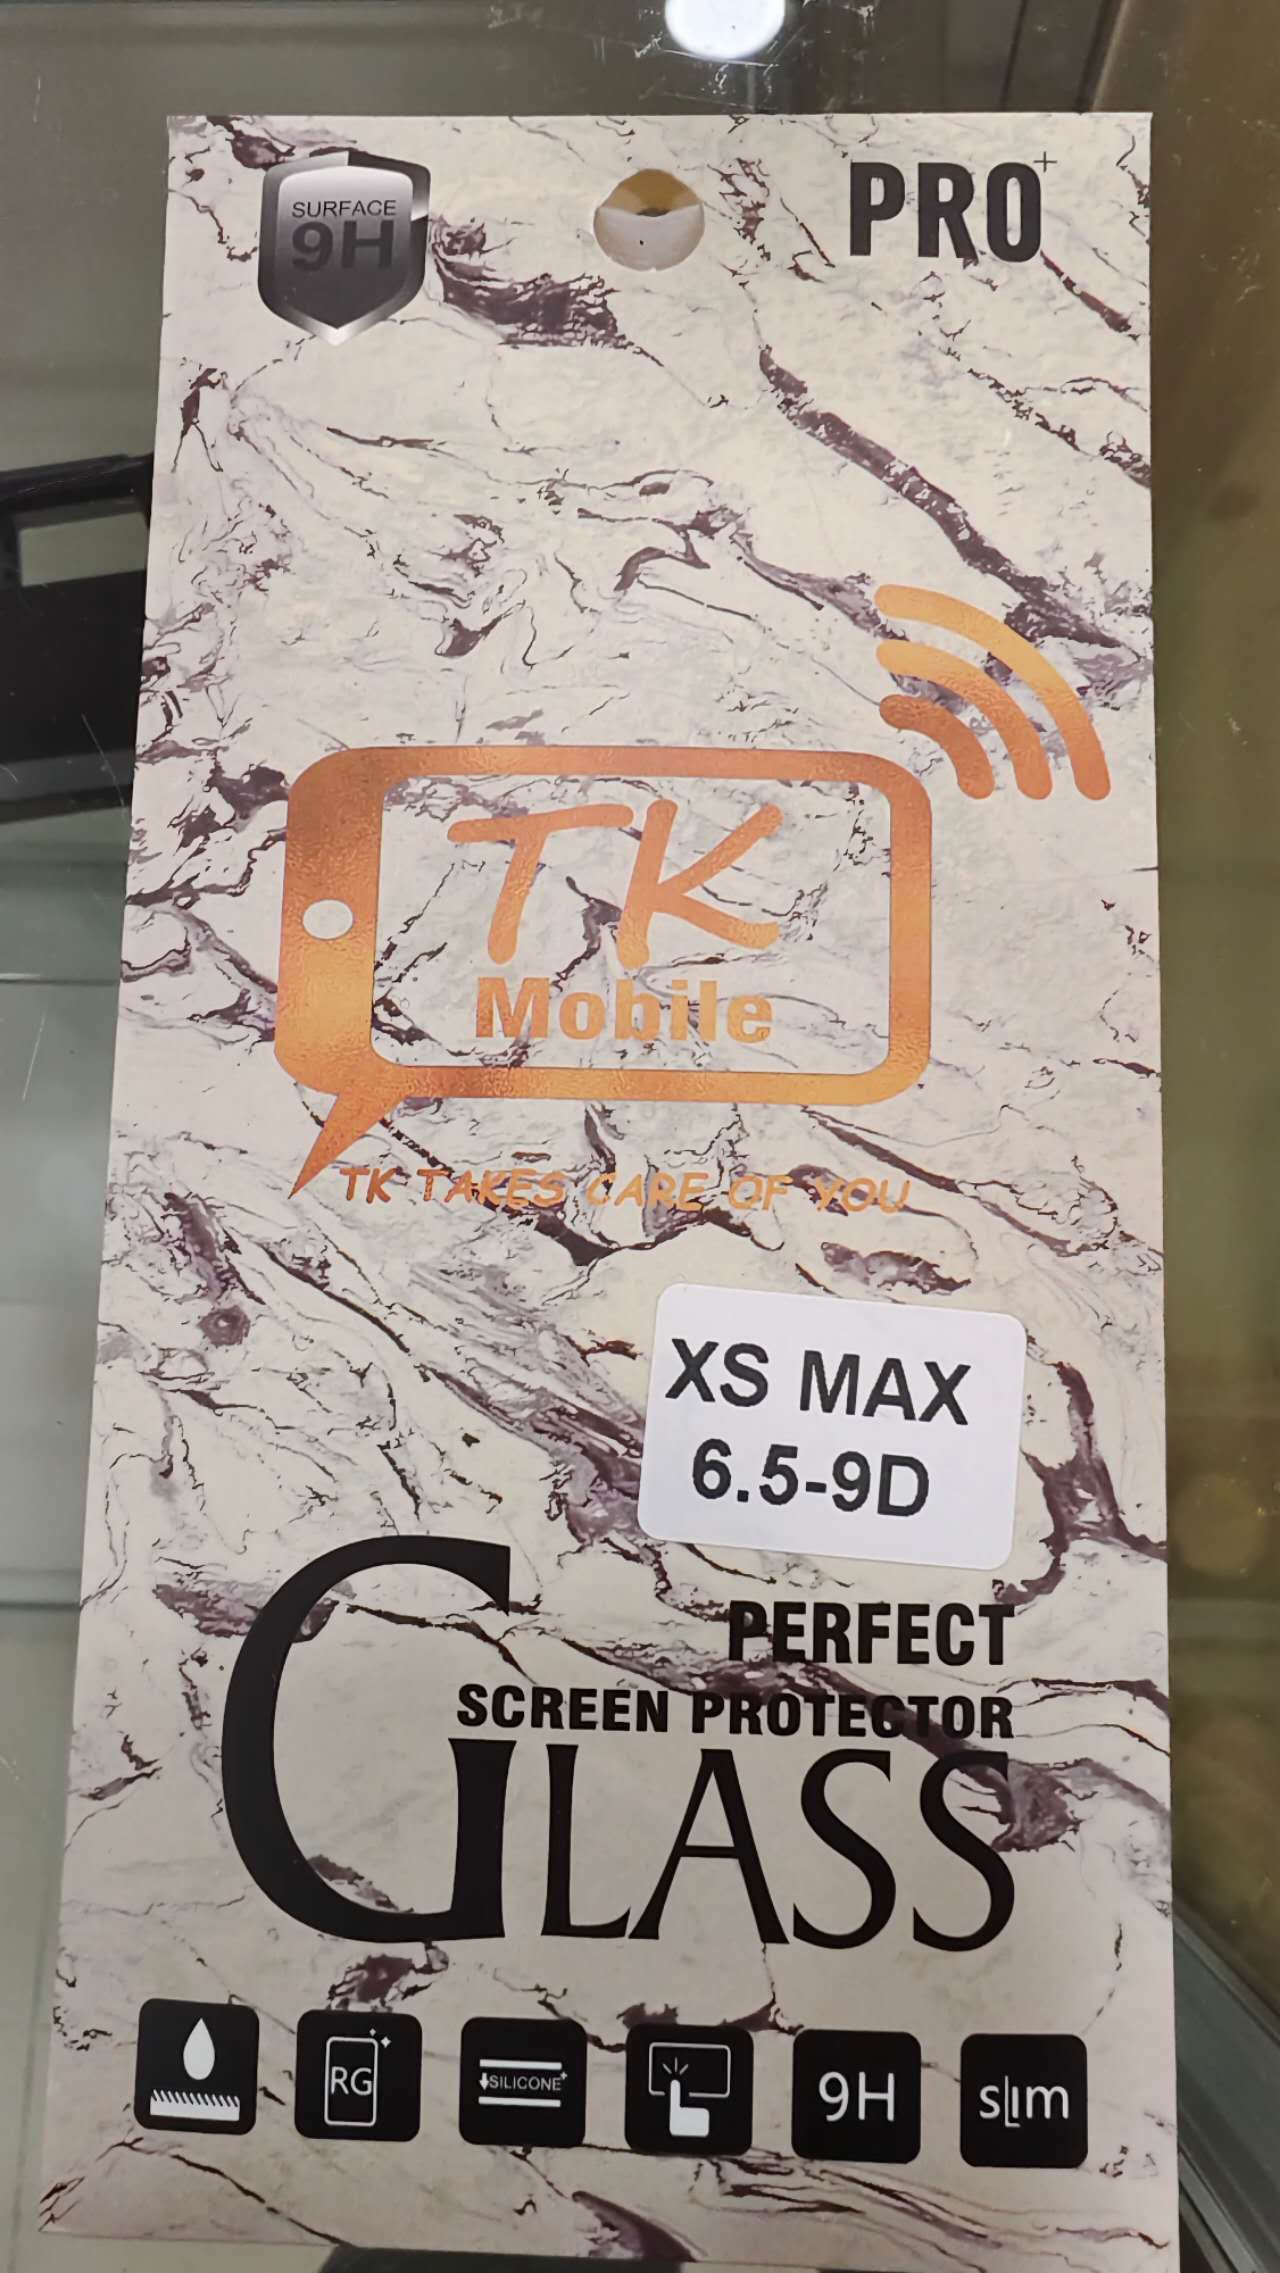 SURFACE
9H
PRO+
TK
Mobile
TK TAKES CARE OF YOU
XS MAX
6.5-9D
PERFECT
SCREEN PROTECTOR
GLASS
RG
SILICONE+
9H
slim